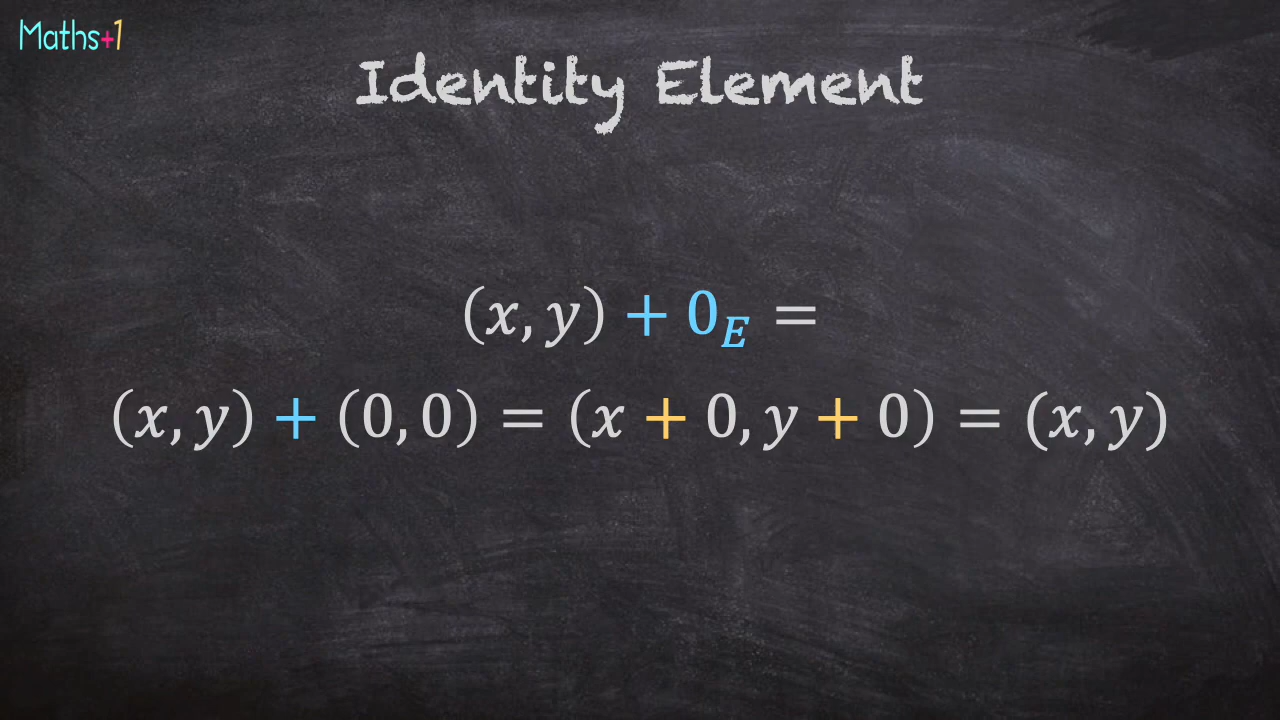 Maths+1
Identity Element
(x, y) + 0_E =
(x, y) + (0, 0) = (x + 0, y + 0) = (x, y)